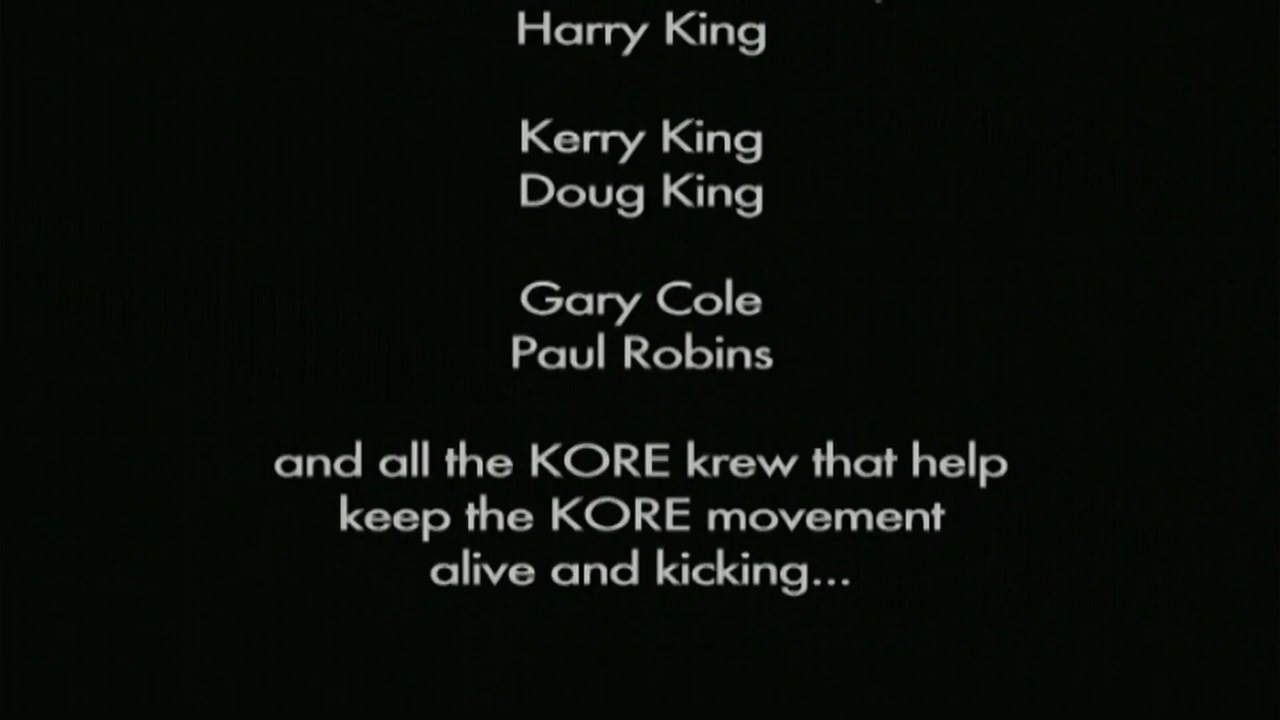 Harry King
Kerry King
Doug King
Gary Cole
Paul Robins
and all the KORE krew that help
keep the KORE movement
alive and kicking...